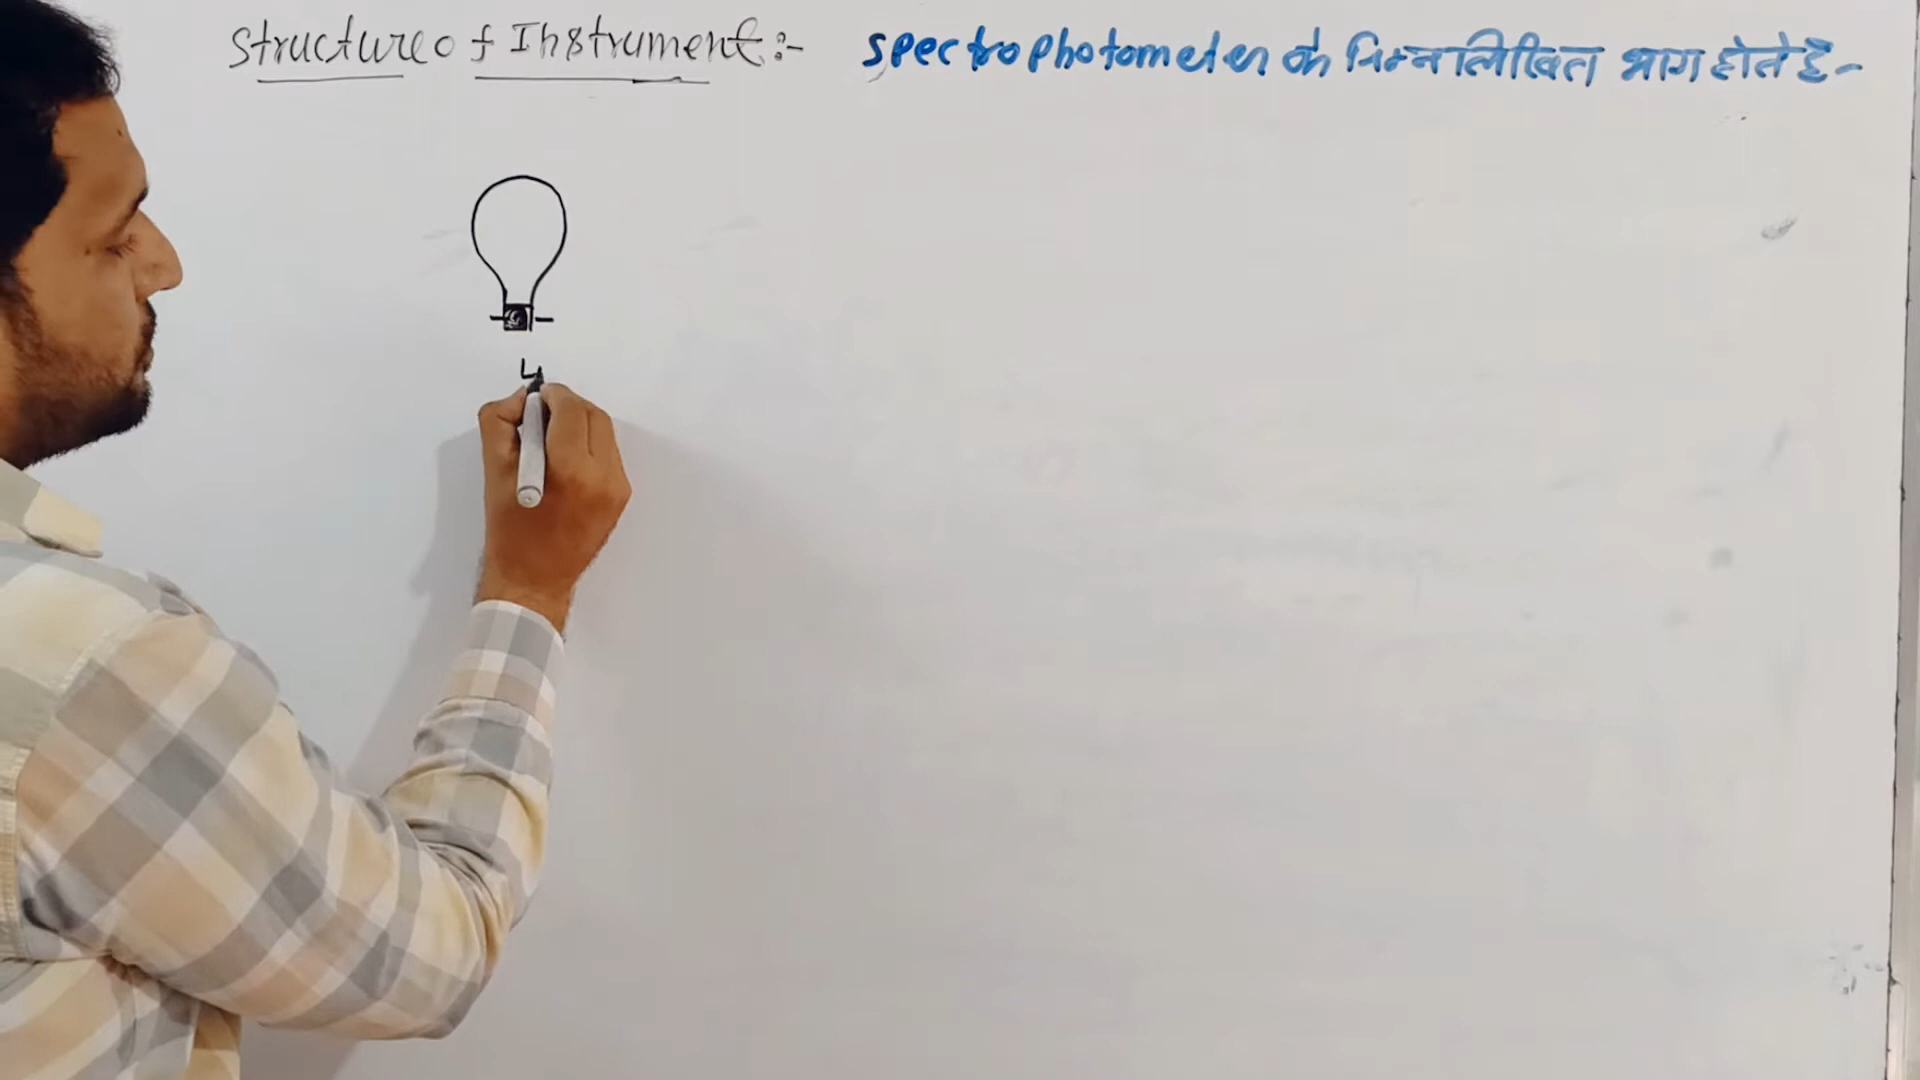 Structure of Instrument:- Spectrophotometer के निम्नलिखित भाग होते है-
L